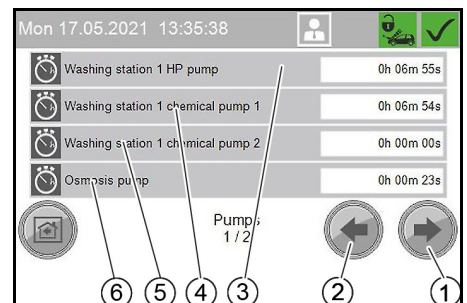 Mon 17.05.2021 13:35:38
Washing station 1 HP pump 0h 06m 55s
Washing station 1 chemical pump 1 0h 06m 54s
Washing station 1 chemical pump 2 0h 00m 00s
Osmosis pump 0h 00m 23s
Pumps
1 / 2
6 5 4 3 2 1